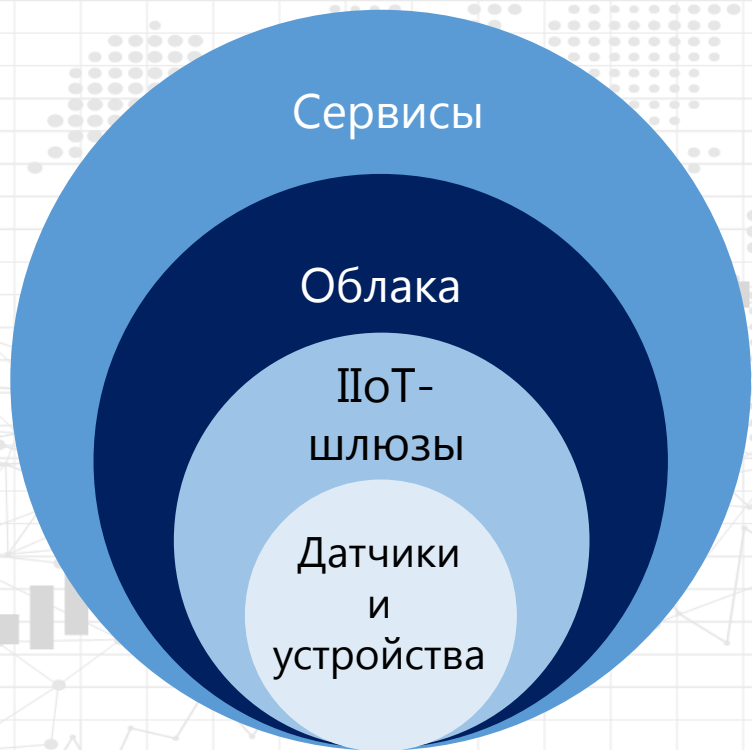 Сервисы
Облака
IIoT-
шлюзы
Датчики
и
устройства